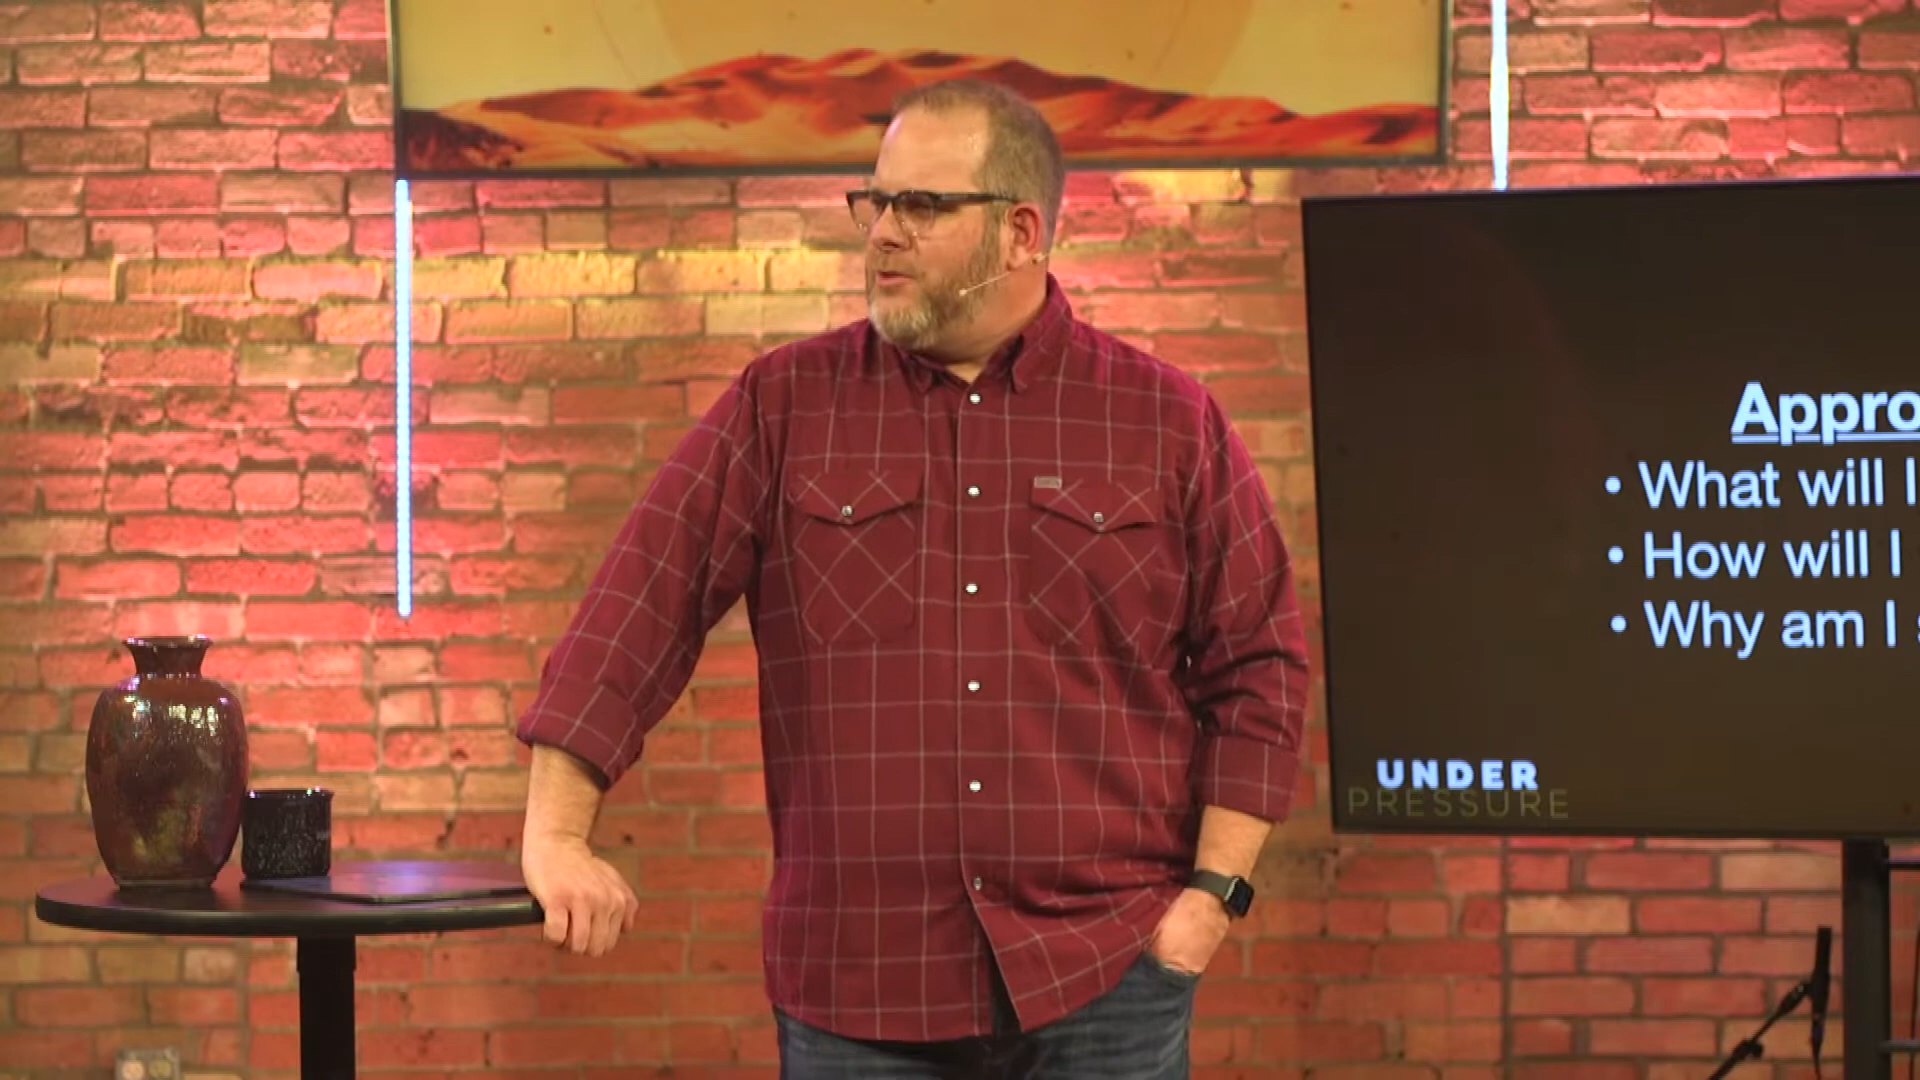 Appro
• What will I
• How will I
• Why am I
UNDER
PRESSURE